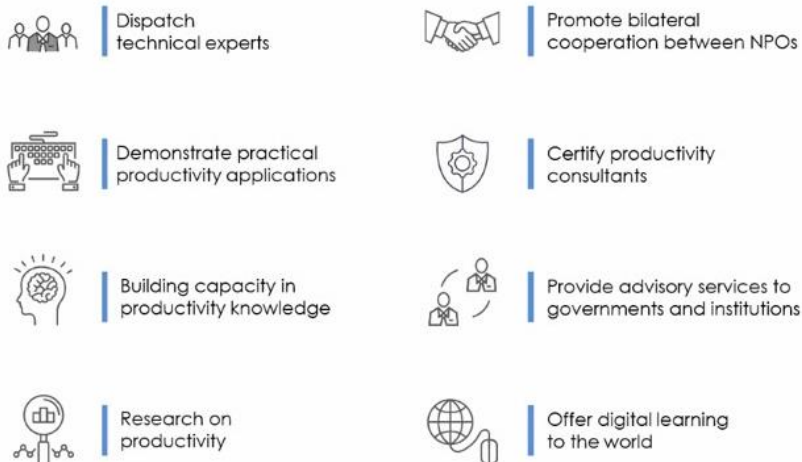 Dispatch
technical experts
Promote bilateral
cooperation between NPOs
Demonstrate practical
productivity applications
Certify productivity
consultants
Building capacity in
productivity knowledge
Provide advisory services to
governments and institutions
Research on
productivity
Offer digital learning
to the world